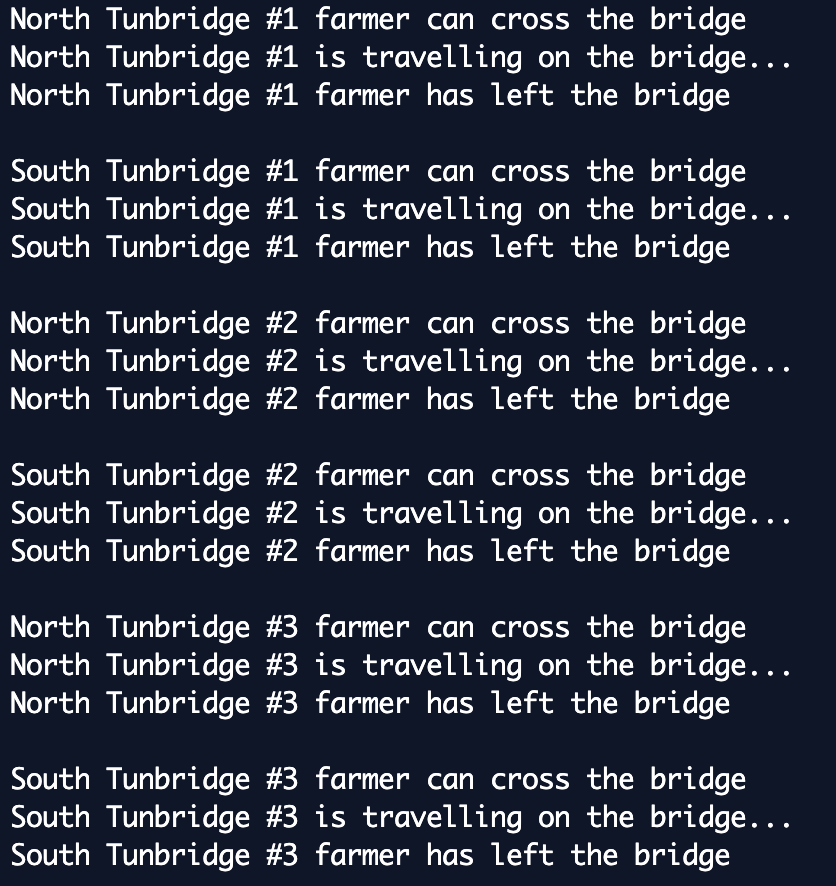 North Tunbridge #1 farmer can cross the bridge
North Tunbridge #1 is travelling on the bridge...
North Tunbridge #1 farmer has left the bridge
South Tunbridge #1 farmer can cross the bridge
South Tunbridge #1 is travelling on the bridge...
South Tunbridge #1 farmer has left the bridge
North Tunbridge #2 farmer can cross the bridge
North Tunbridge #2 is travelling on the bridge...
North Tunbridge #2 farmer has left the bridge
South Tunbridge #2 farmer can cross the bridge
South Tunbridge #2 is travelling on the bridge...
South Tunbridge #2 farmer has left the bridge
North Tunbridge #3 farmer can cross the bridge
North Tunbridge #3 is travelling on the bridge...
North Tunbridge #3 farmer has left the bridge
South Tunbridge #3 farmer can cross the bridge
South Tunbridge #3 is travelling on the bridge...
South Tunbridge #3 farmer has left the bridge